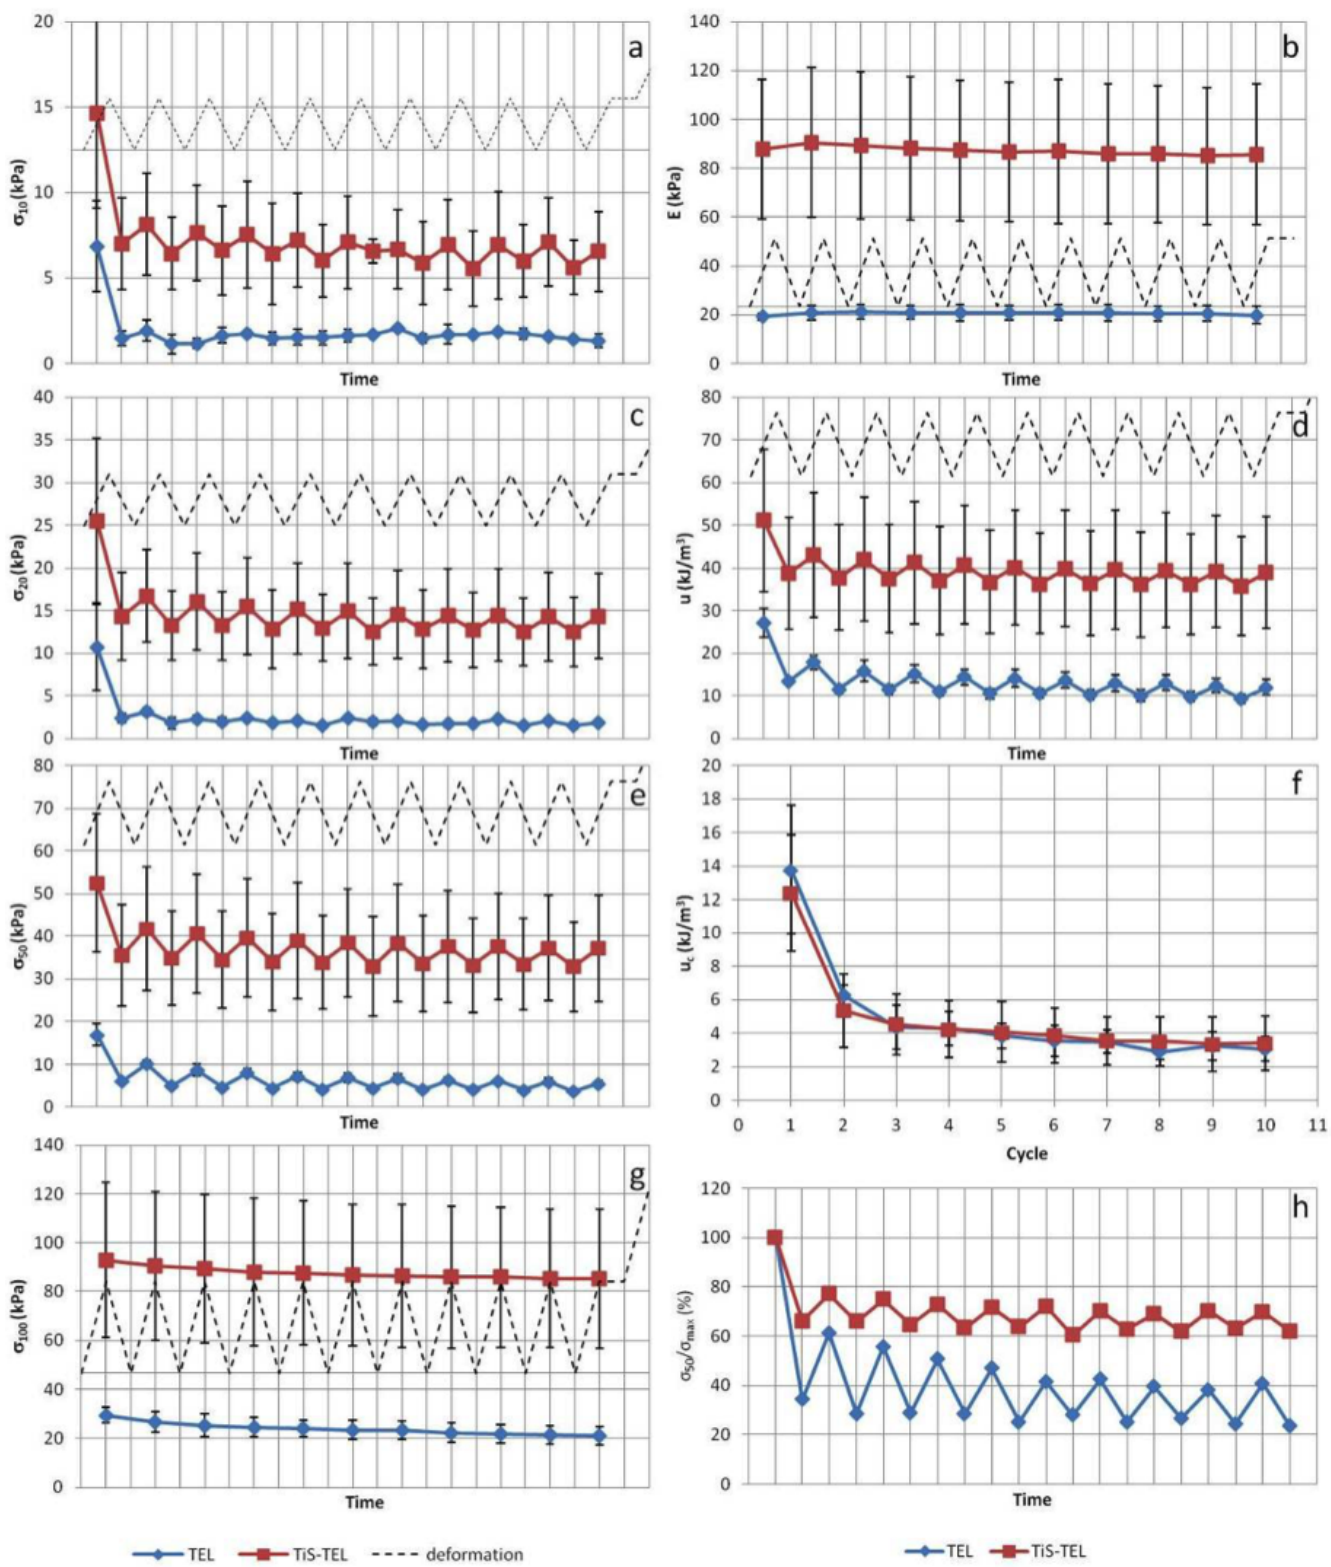 a
20
15
10
5
0
σ10 (kPa)
Time
b
140
120
100
80
60
40
20
0
E (kPa)
Time
c
40
35
30
25
20
15
10
5
0
σ20 (kPa)
Time
d
80
70
60
50
40
30
20
10
0
u (kJ/m³)
Time
e
80
70
60
50
40
30
20
10
0
σ50 (kPa)
Time
f
20
18
16
14
12
10
8
6
4
2
0
uc (kJ/m³)
0 1 2 3 4 5 6 7 8 9 10 11
Cycle
g
140
120
100
80
60
40
20
0
σ100 (kPa)
Time
h
120
100
80
60
40
20
0
σ50/σmax (%)
Time
TEL TiS-TEL deformation
TEL TiS-TEL